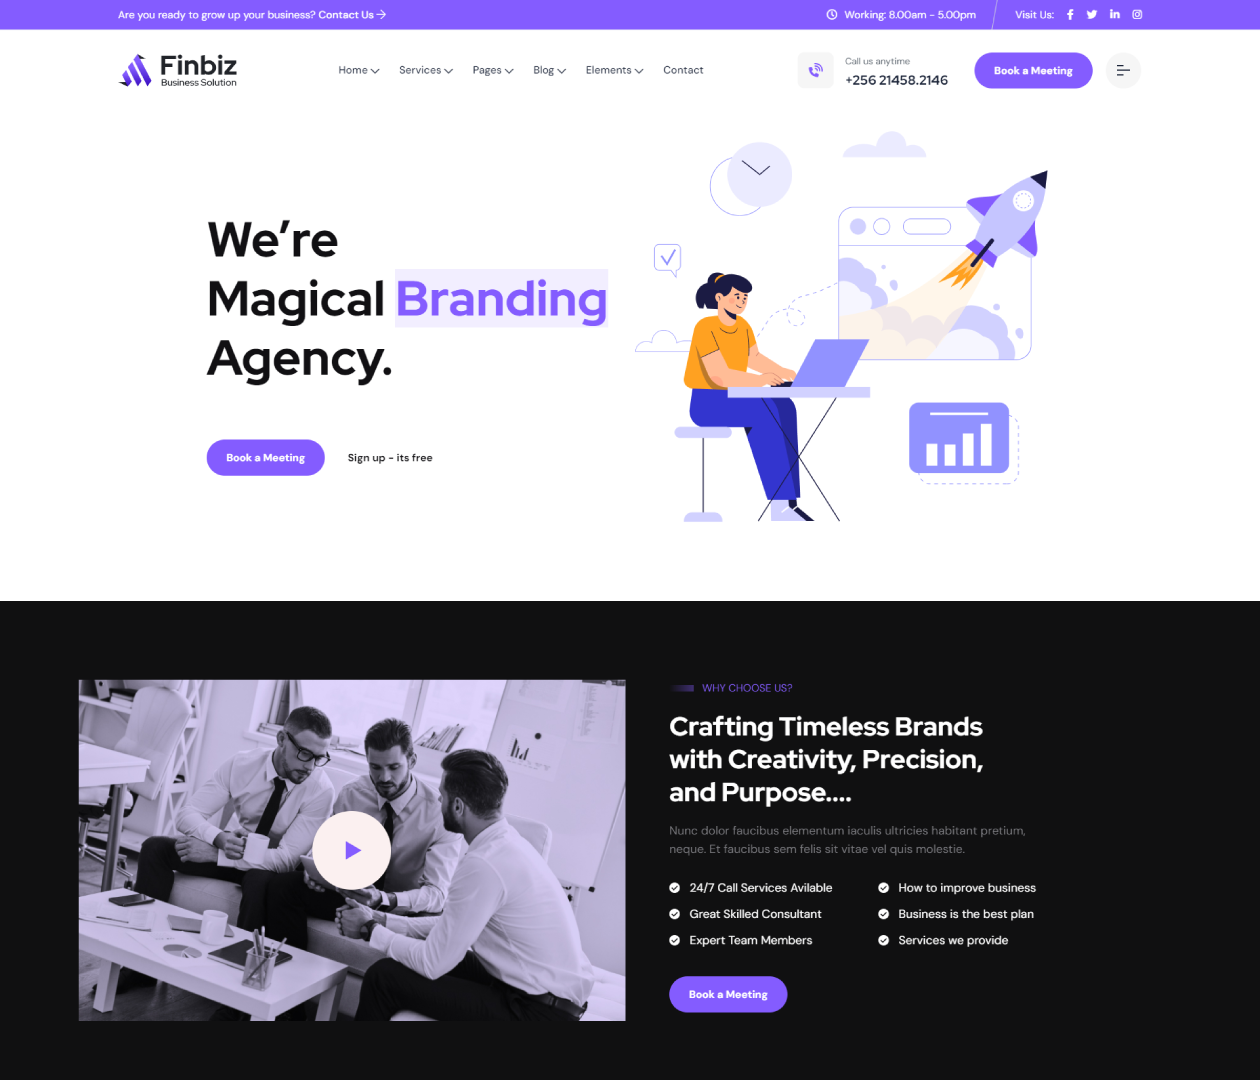 Are you ready to grow up your business? Contact Us
Working: 8.00am - 5.00pm
Visit Us:
Finbiz
Business Solution
Home
Services
Pages
Blog
Elements
Contact
Call us anytime
+256 21458.2146
Book a Meeting
We’re
Magical Branding
Agency.
Book a Meeting
Sign up - its free
WHY CHOOSE US?
Crafting Timeless Brands
with Creativity, Precision,
and Purpose....
Nunc dolor faucibus elementum iaculis ultricies habitant pretium,
neque. Et faucibus sem felis sit vitae vel quis molestie.
24/7 Call Services Avilable
How to improve business
Great Skilled Consultant
Business is the best plan
Expert Team Members
Services we provide
Book a Meeting